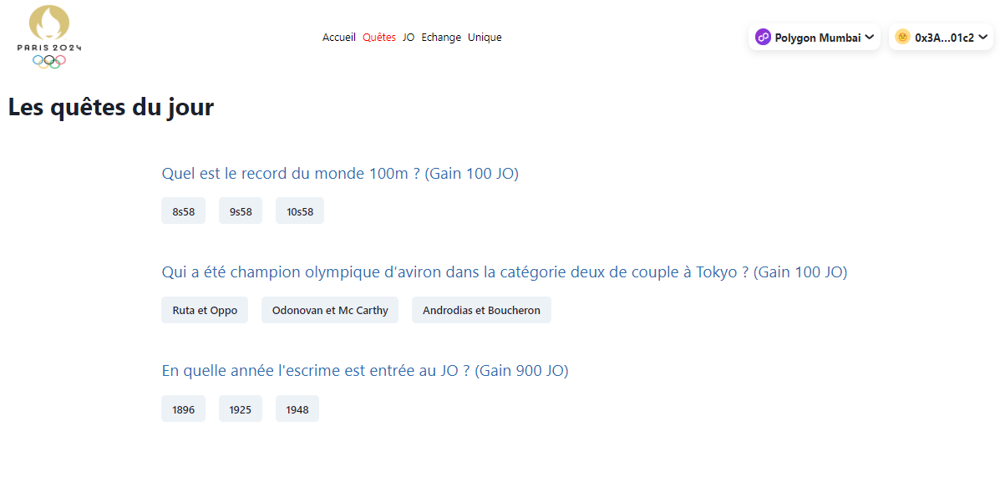 PARIS 2024
Accueil Quêtes JO Echange Unique
Polygon Mumbai
0x3A...01c2
Les quêtes du jour
Quel est le record du monde 100m ? (Gain 100 JO)
8s58 9s58 10s58
Qui a été champion olympique d’aviron dans la catégorie deux de couple à Tokyo ? (Gain 100 JO)
Ruta et Oppo Odonovan et Mc Carthy Androdias et Boucheron
En quelle année l'escrime est entrée au JO ? (Gain 900 JO)
1896 1925 1948